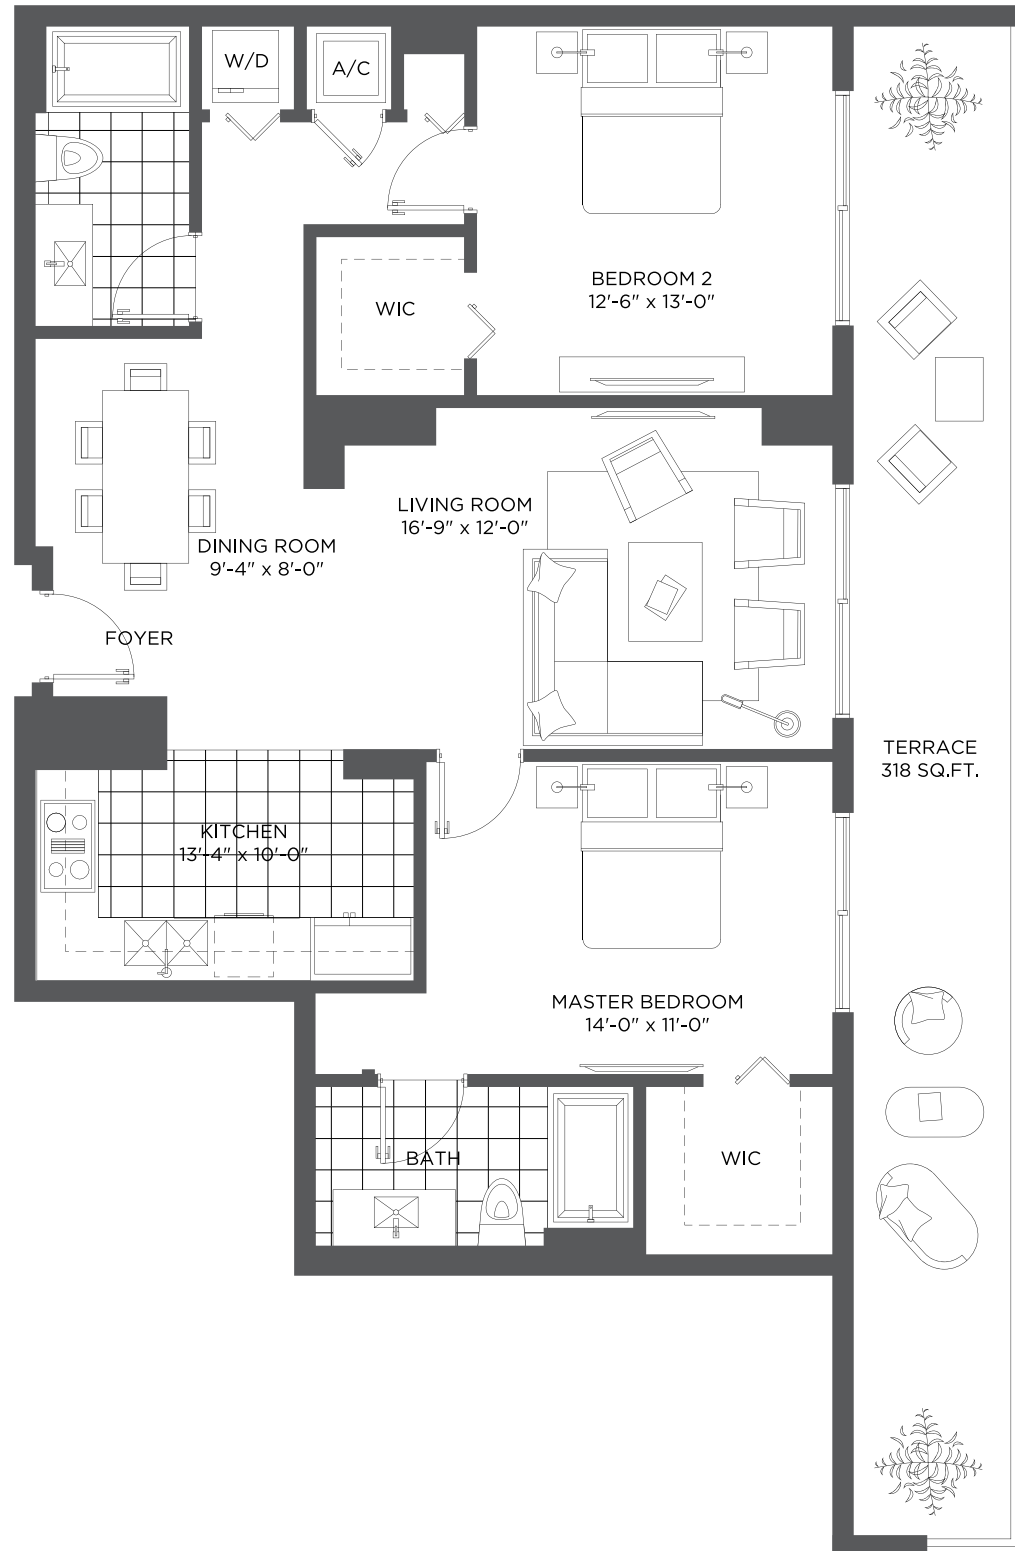 W/D
A/C
BEDROOM 2
12'-6" x 13'-0"
WIC
LIVING ROOM
16'-9" x 12'-0"
DINING ROOM
9'-4" x 8'-0"
FOYER
TERRACE
318 SQ.FT.
KITCHEN
13'-4" x 10'-0"
MASTER BEDROOM
14'-0" x 11'-0"
BATH
WIC